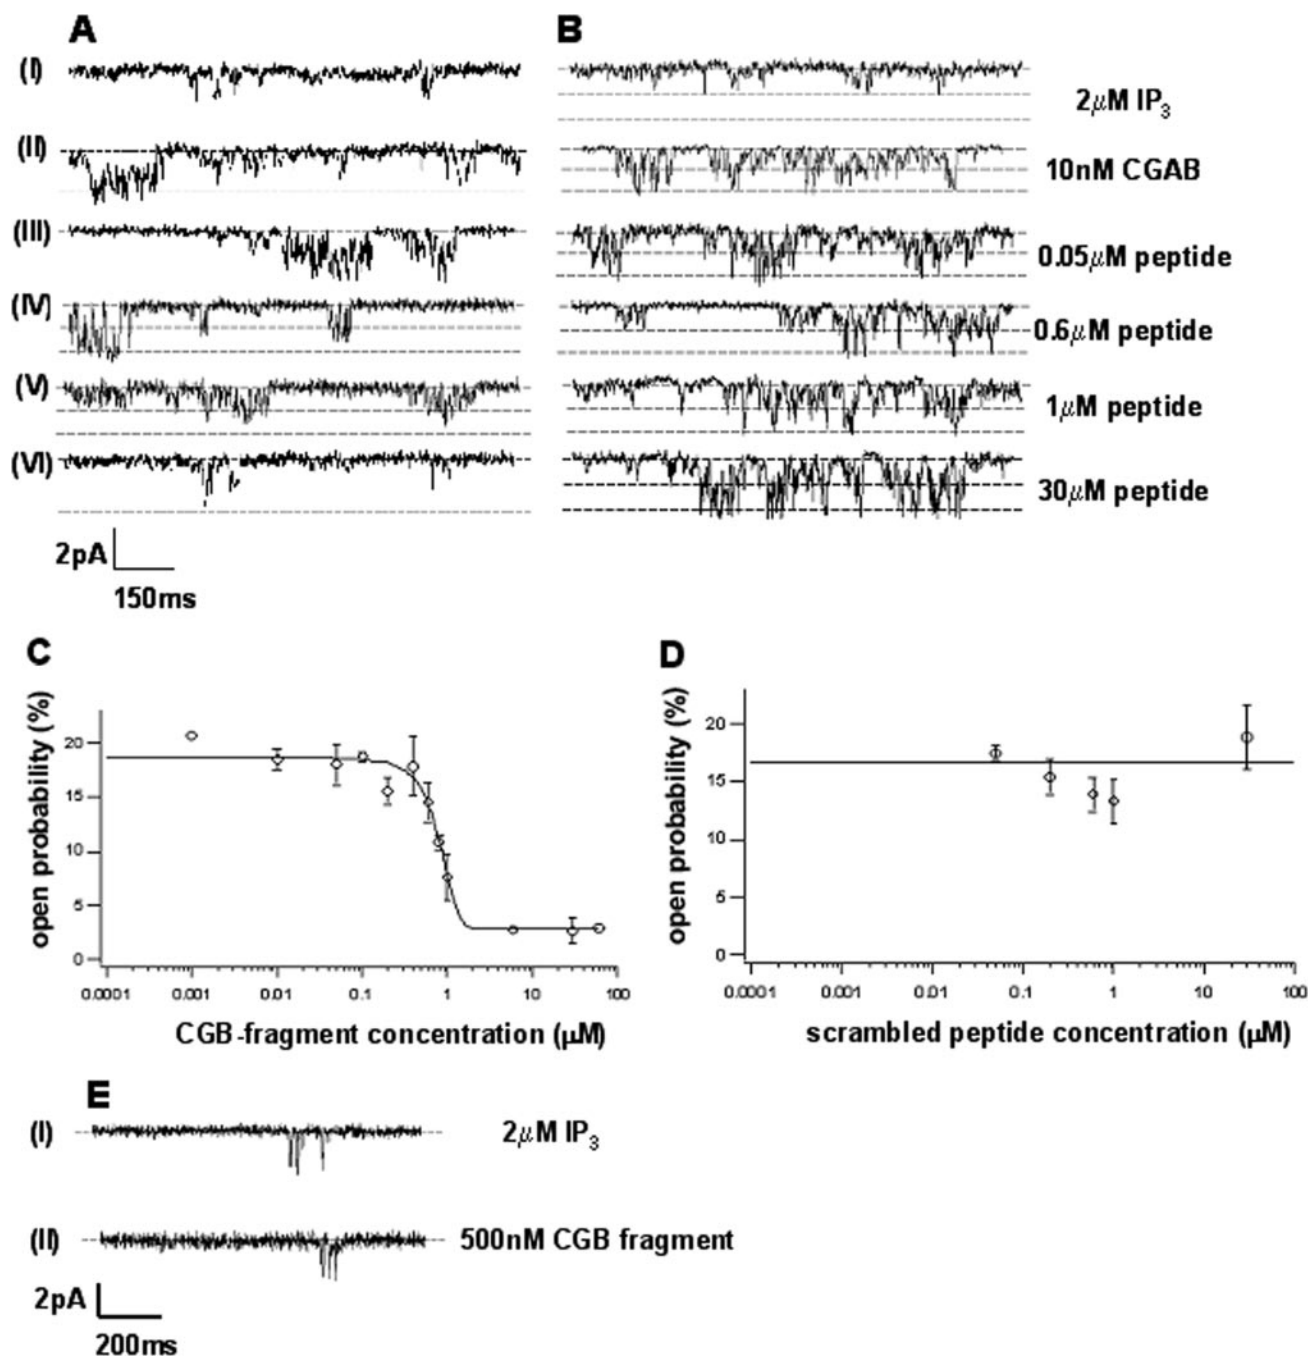 A
B
(I)
2µM IP3
(II)
10nM CGAB
(III)
0.05µM peptide
(IV)
0.6µM peptide
(V)
1µM peptide
(VI)
30µM peptide
2pA
150ms
C
open probability (%)
20
15
10
5
0
0.0001 0.001 0.01 0.1 1 10 100
CGB-fragment concentration (µM)
D
open probability (%)
20
15
10
5
0
0.0001 0.001 0.01 0.1 1 10 100
scrambled peptide concentration (µM)
E
(I)
2µM IP3
(II)
500nM CGB fragment
2pA
200ms